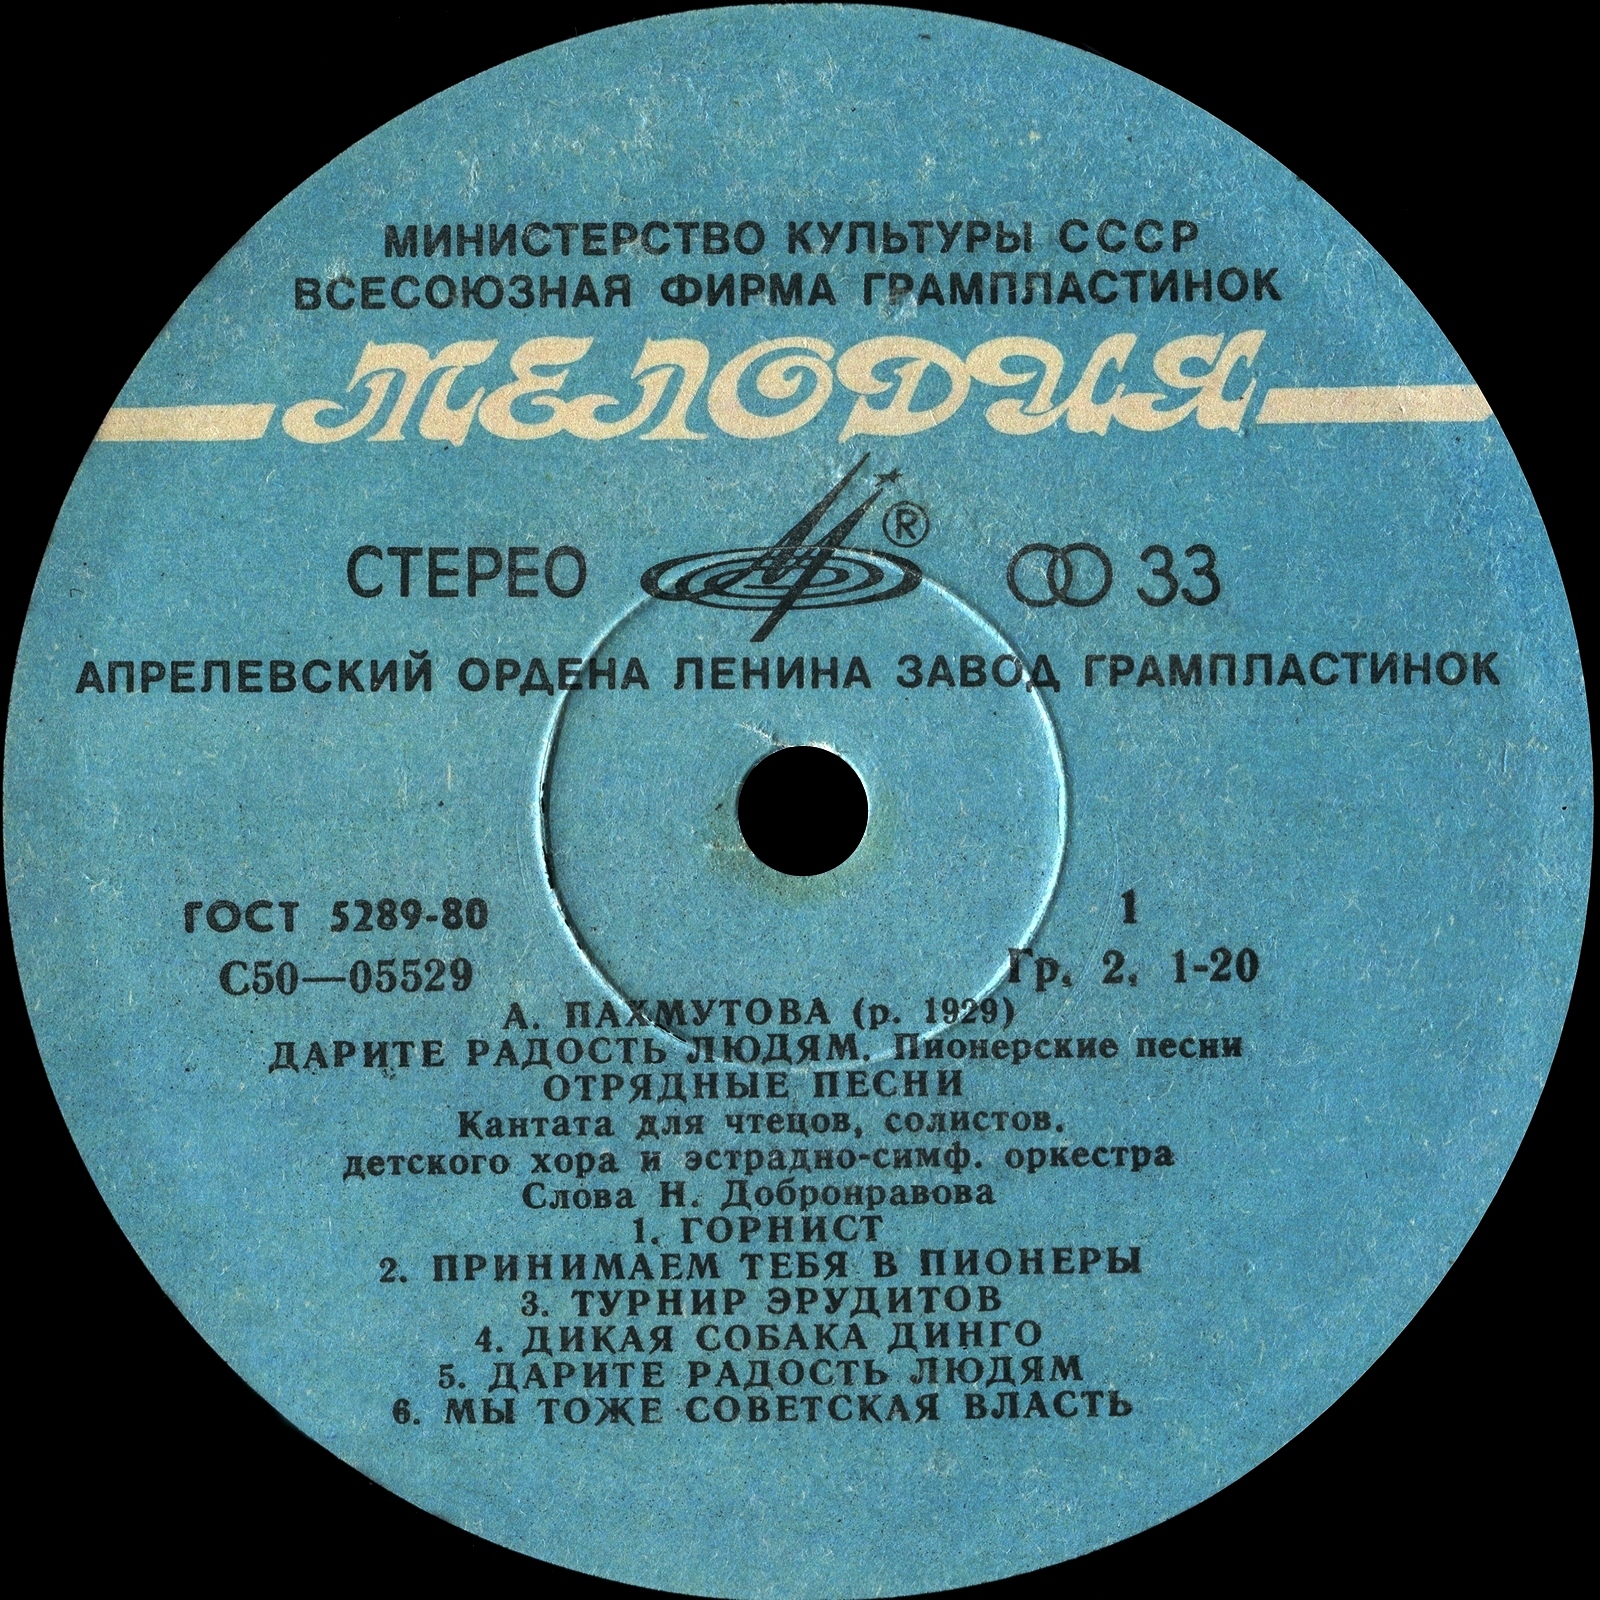 МИНИСТЕРСТВО КУЛЬТУРЫ СССР
ВСЕСОЮЗНАЯ ФИРМА ГРАМПЛАСТИНОК
МЕЛОДИЯ
СТЕРЕО ® 33
АПРЕЛЕВСКИЙ ОРДЕНА ЛЕНИНА ЗАВОД ГРАМПЛАСТИНОК
ГОСТ 5289-80 1
С50—05529 Гр. 2, 1-20
А. ПАХМУТОВА (р. 1929)
ДАРИТЕ РАДОСТЬ ЛЮДЯМ. Пионерские песни
ОТРЯДНЫЕ ПЕСНИ
Кантата для чтецов, солистов.
детского хора и эстрадно-симф. оркестра
Слова Н. Добронравова
1. ГОРНИСТ
2. ПРИНИМАЕМ ТЕБЯ В ПИОНЕРЫ
3. ТУРНИР ЭРУДИТОВ
4. ДИКАЯ СОБАКА ДИНГО
5. ДАРИТЕ РАДОСТЬ ЛЮДЯМ
6. МЫ ТОЖЕ СОВЕТСКАЯ ВЛАСТЬ